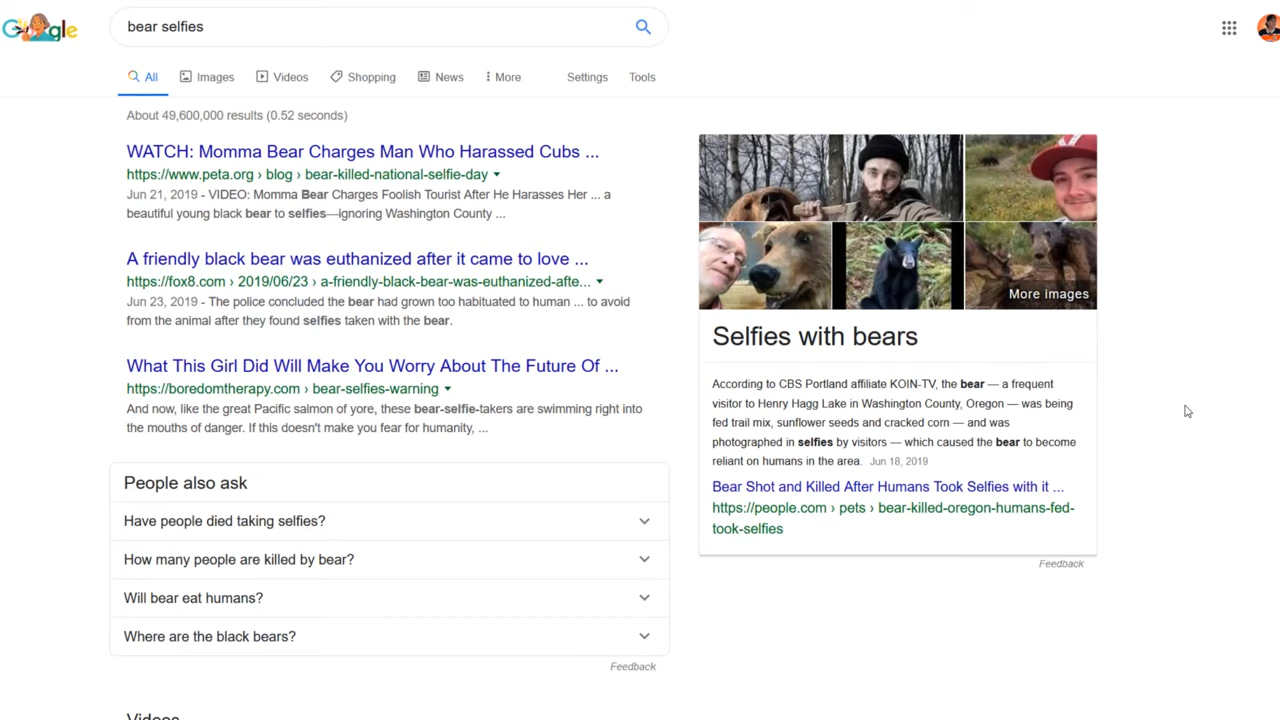 Google
bear selfies
All Images Videos Shopping News More Settings Tools
About 49,600,000 results (0.52 seconds)
WATCH: Momma Bear Charges Man Who Harassed Cubs ...
https://www.peta.org › blog › bear-killed-national-selfie-day
Jun 21, 2019 - VIDEO: Momma Bear Charges Foolish Tourist After He Harasses Her ... a
beautiful young black bear to selfies—ignoring Washington County ...
A friendly black bear was euthanized after it came to love ...
https://fox8.com › 2019/06/23 › a-friendly-black-bear-was-euthanized-afte...
Jun 23, 2019 - The police concluded the bear had grown too habituated to human ... to avoid
from the animal after they found selfies taken with the bear.
What This Girl Did Will Make You Worry About The Future Of ...
https://boredomtherapy.com › bear-selfies-warning
And now, like the great Pacific salmon of yore, these bear-selfie-takers are swimming right into
the mouths of danger. If this doesn't make you fear for humanity, ...
People also ask
Have people died taking selfies?
How many people are killed by bear?
Will bear eat humans?
Where are the black bears?
Feedback
Videos
More images
Selfies with bears
According to CBS Portland affiliate KOIN-TV, the bear — a frequent
visitor to Henry Hagg Lake in Washington County, Oregon — was being
fed trail mix, sunflower seeds and cracked corn — and was
photographed in selfies by visitors — which caused the bear to become
reliant on humans in the area. Jun 18, 2019
Bear Shot and Killed After Humans Took Selfies with it ...
https://people.com › pets › bear-killed-oregon-humans-fed-
took-selfies
Feedback